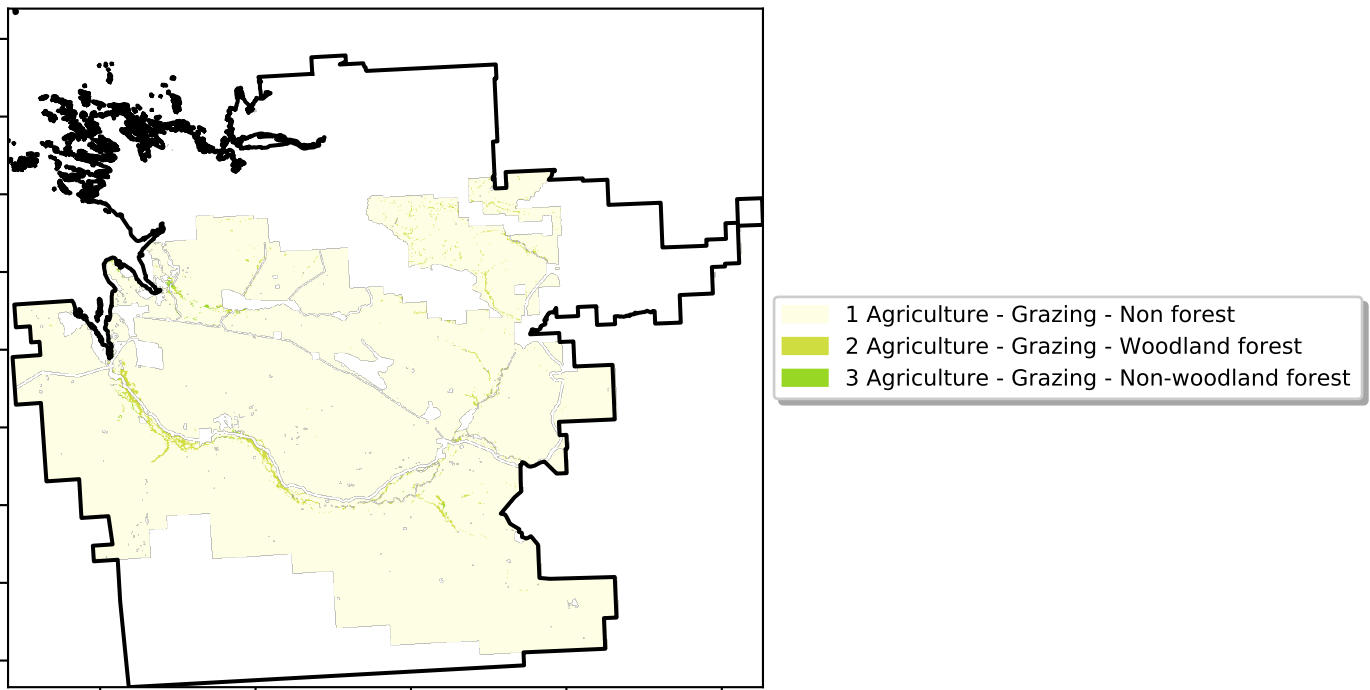 1 Agriculture - Grazing - Non forest
2 Agriculture - Grazing - Woodland forest
3 Agriculture - Grazing - Non-woodland forest